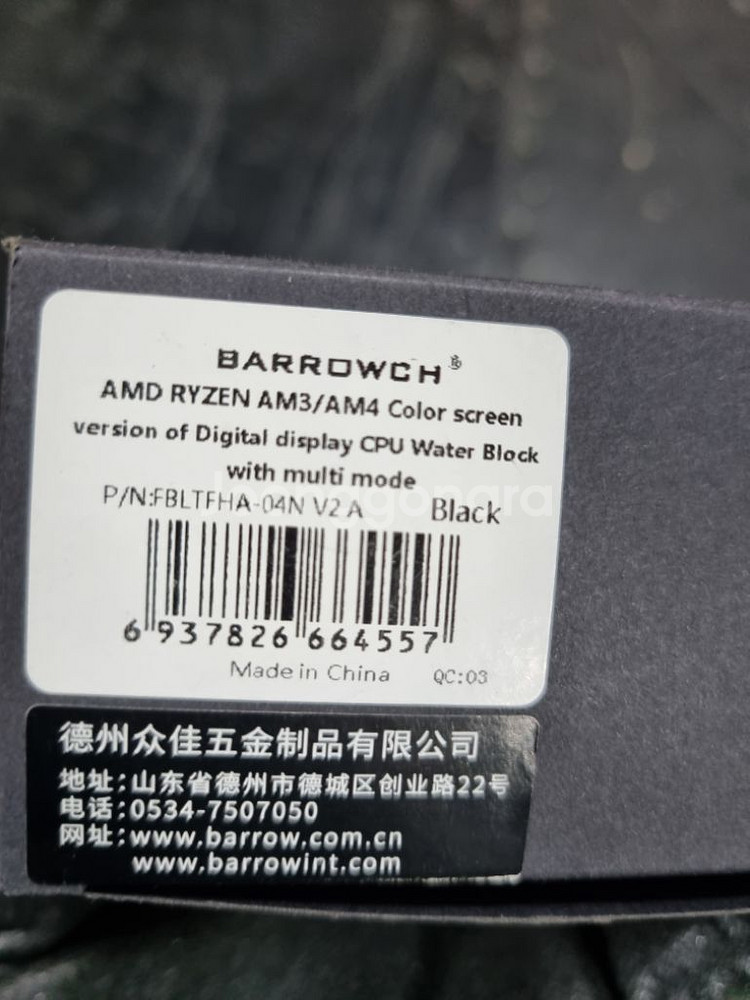 BARROWCH®
AMD RYZEN AM3/AM4 Color screen
version of Digital display CPU Water Block
with multi mode
P/N:FBLTFHA-04N V2 A Black
6 937826 664557
Made in China QC:03
德州众佳五金制品有限公司
地址:山东省德州市德城区创业路22号
电话:0534-7507050
网址:www.barrow.com.cn
www.barrowint.com